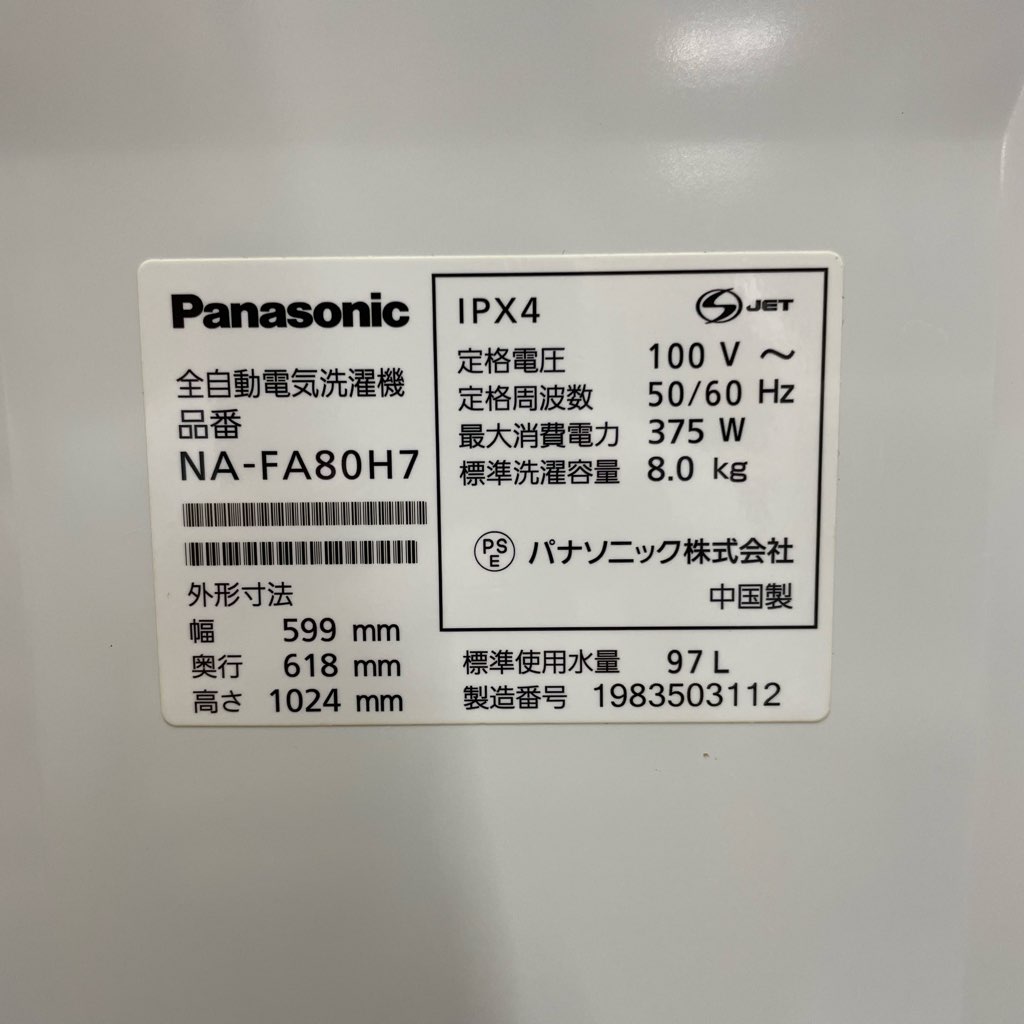 Panasonic
全自動電気洗濯機
品番
NA-FA80H7
外形寸法
幅 599 mm
奥行 618 mm
高さ 1024 mm
IPX4
S JET
定格電圧 100 V ～
定格周波数 50/60 Hz
最大消費電力 375 W
標準洗濯容量 8.0 kg
PS
E
パナソニック株式会社
中国製
標準使用水量 97 L
製造番号 1983503112